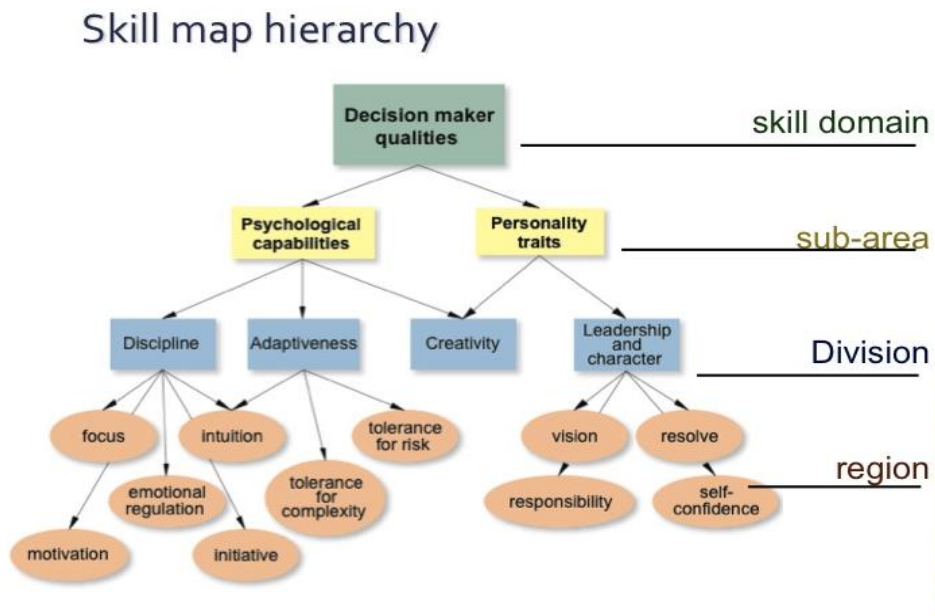 Skill map hierarchy
Decision maker
qualities
skill domain
Psychological
capabilities
Personality
traits
sub-area
Discipline
Adaptiveness
Creativity
Leadership
and
character
Division
focus
intuition
tolerance
for risk
vision
resolve
region
emotional
regulation
tolerance
for
complexity
responsibility
self-
confidence
motivation
initiative